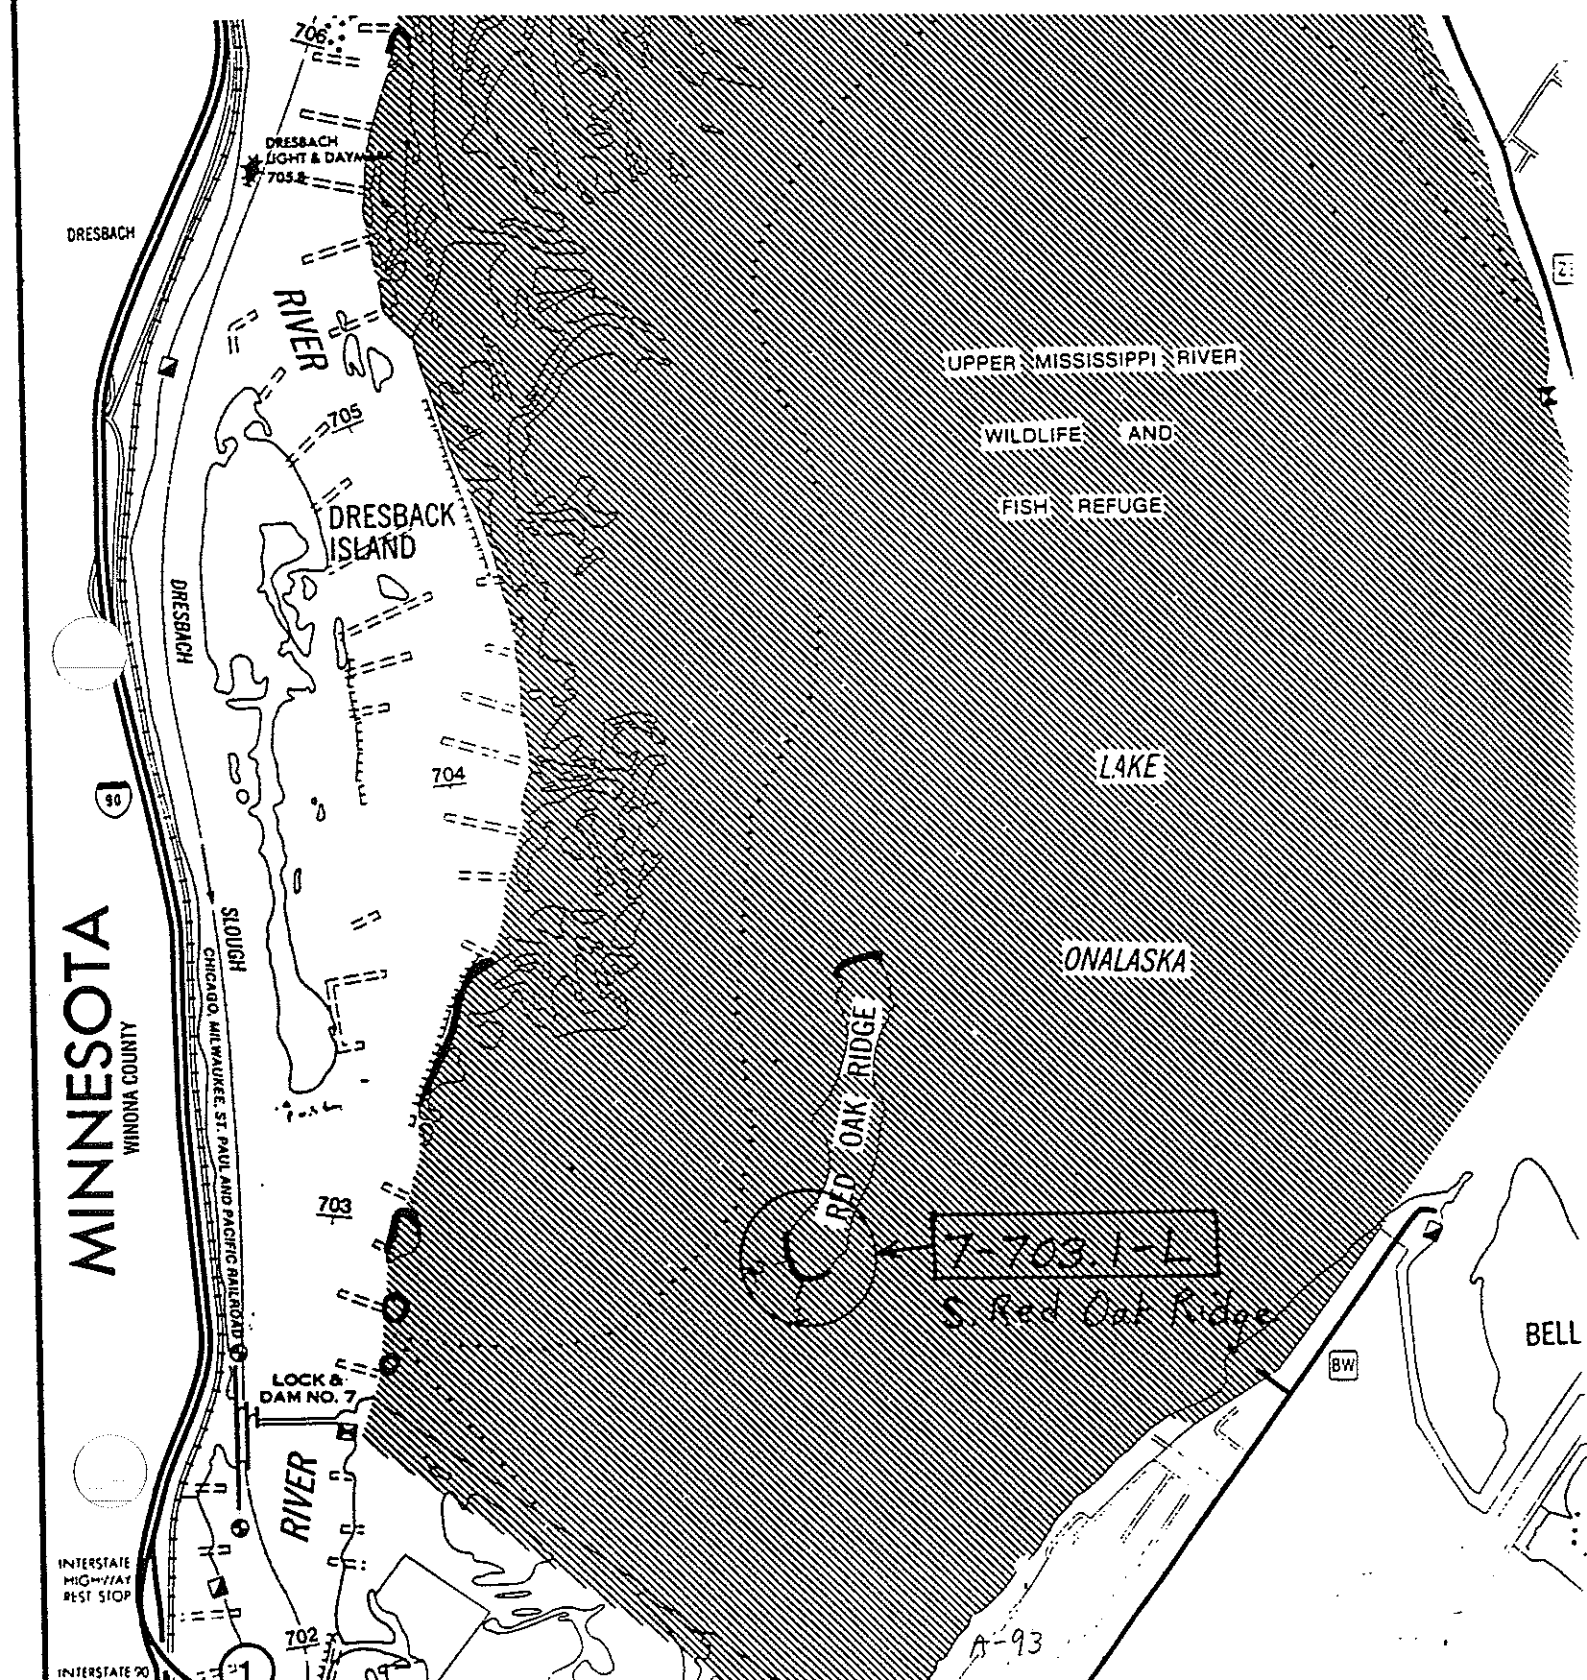 706
DRESBACH
LIGHT & DAYMARK
705.8
DRESBACH
RIVER
UPPER MISSISSIPPI RIVER
WILDLIFE AND
FISH REFUGE
705
DRESBACK
ISLAND
DRESBACH
704
LAKE
90
SLOUGH
ONALASKA
MINNESOTA
WINONA COUNTY
CHICAGO, MILWAUKEE, ST. PAUL AND PACIFIC RAILROAD
RED OAK RIDGE
703
7-703.1-L
S. Red Oak Ridge
BELL
BW
LOCK &
DAM NO. 7
RIVER
INTERSTATE
HIGHWAY
REST STOP
702
A-93
INTERSTATE 90
1